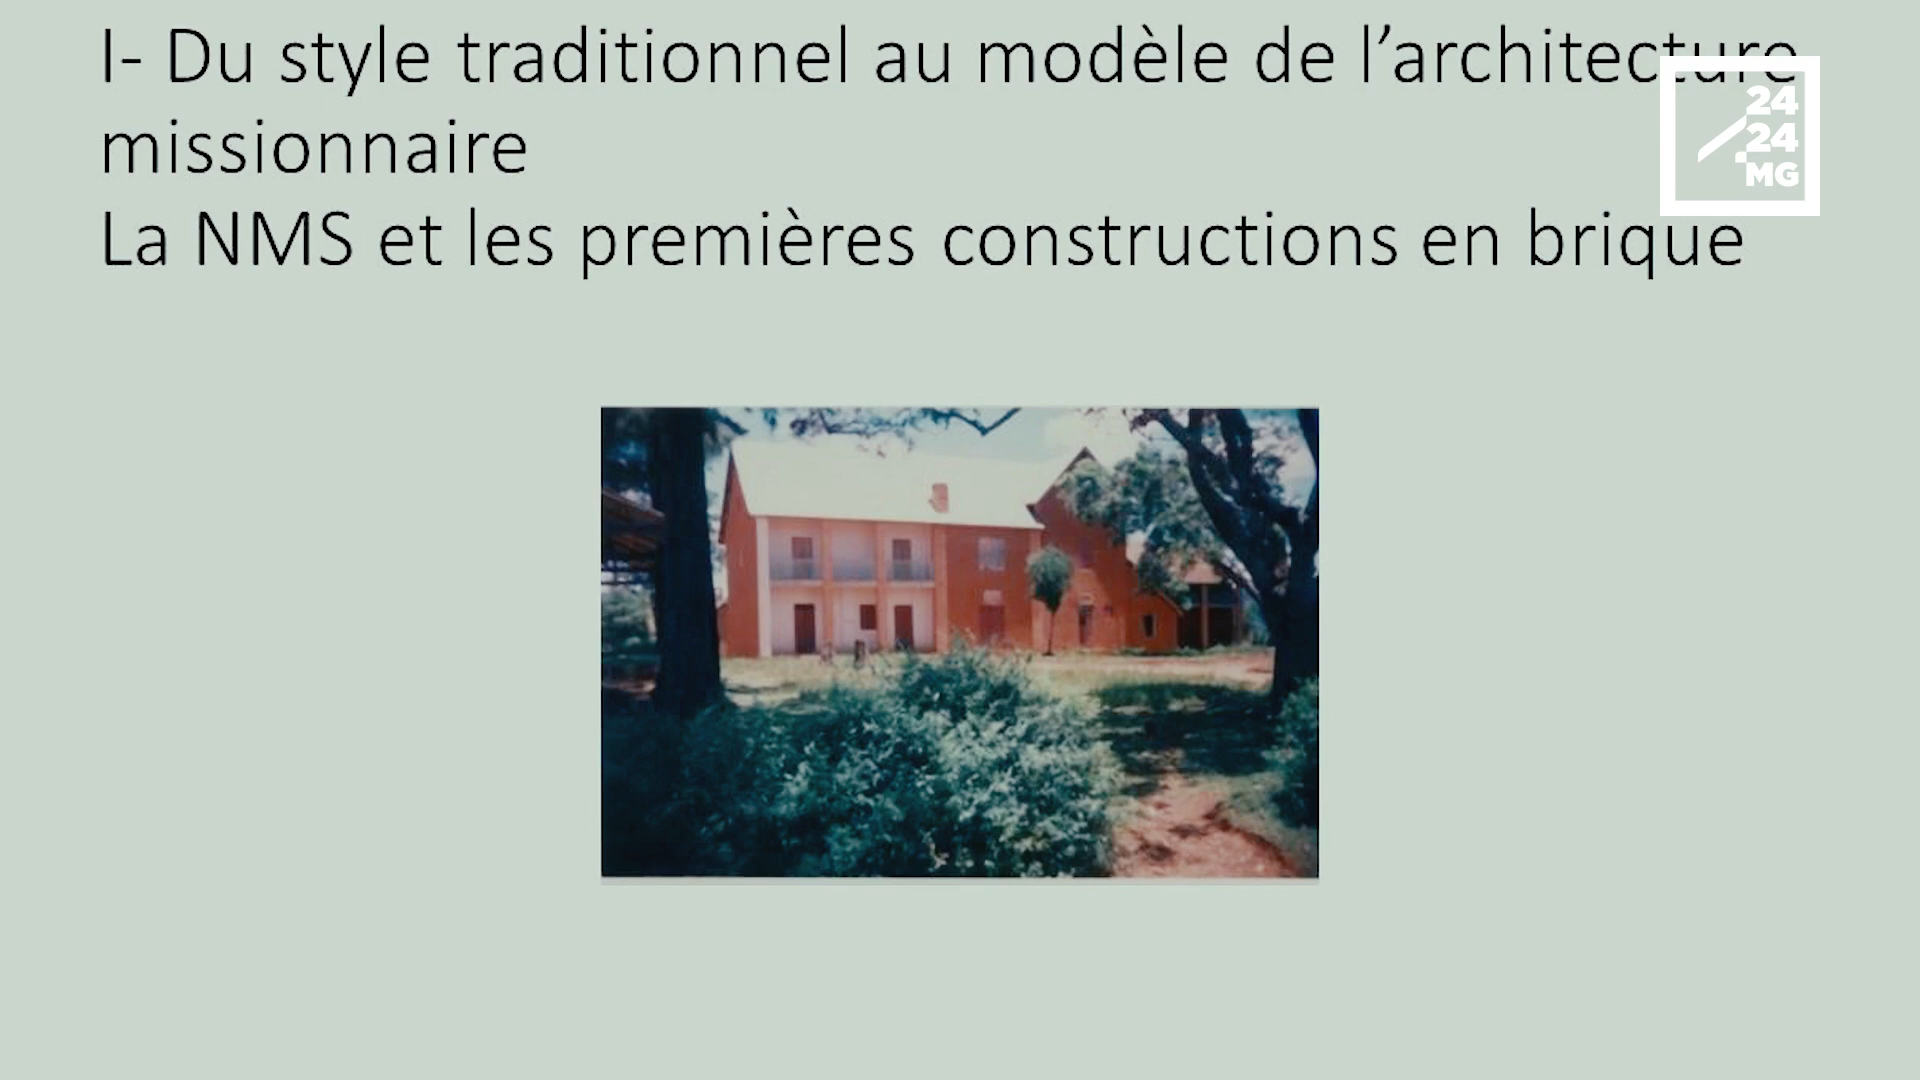 I- Du style traditionnel au modèle de l’architecture
missionnaire
La NMS et les premières constructions en brique
24
24
MG